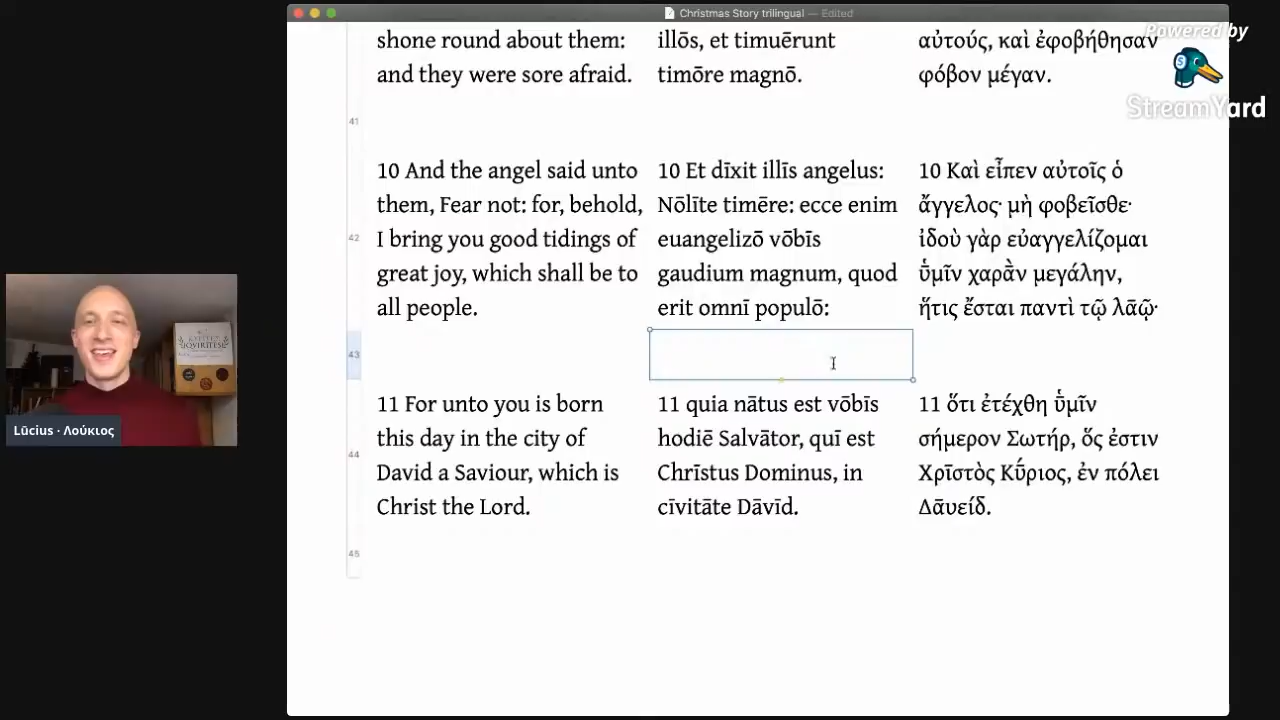 Christmas Story trilingual — Edited
Powered by
StreamYard
shone round about them:
and they were sore afraid.
illōs, et timuērunt
timōre magnō.
αὐτούς, καὶ ἐφοβήθησαν
φόβον μέγαν.
41
10 And the angel said unto
them, Fear not: for, behold,
I bring you good tidings of
great joy, which shall be to
all people.
10 Et dīxit illīs angelus:
Nōlīte timēre: ecce enim
euangelizō vōbīs
gaudium magnum, quod
erit omnī populō:
10 Καὶ εἶπεν αὐτοῖς ὁ
ἄγγελος· μὴ φοβεῖσθε·
ἰδοὺ γὰρ εὐαγγελίζομαι
ῡ̔μῖν χαρᾱ̀ν μεγάλην,
ἥτις ἔσται παντὶ τῷ λᾱῷ·
42
43
11 For unto you is born
this day in the city of
David a Saviour, which is
Christ the Lord.
11 quia nātus est vōbīs
hodiē Salvātor, quī est
Chrīstus Dominus, in
cīvitāte Dāvīd.
11 ὅτι ἐτέχθη ῡ̔μῖν
σήμερον Σωτήρ, ὅς ἐστιν
Χρῑστὸς Κῡ́ριος, ἐν πόλει
Δᾱυείδ.
44
45
Lūcius · Λούκιος